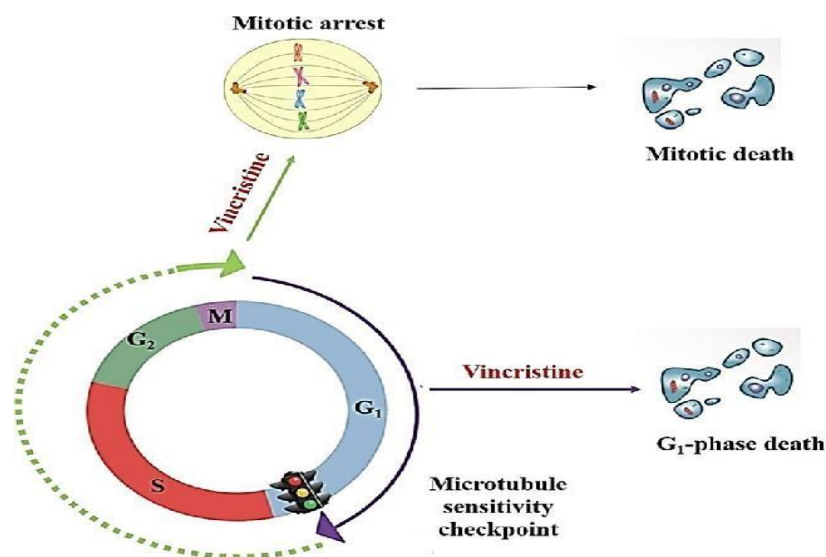 Mitotic arrest
Mitotic death
Vincristine
M
G₂
G₁
S
Vincristine
G₁-phase death
Microtubule
sensitivity
checkpoint